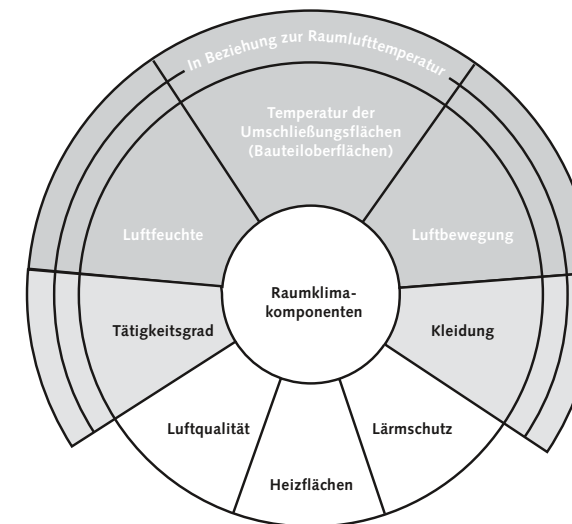 In Beziehung zur Raumlufttemperatur
Temperatur der
Umschließungsflächen
(Bauteiloberflächen)
Luftfeuchte
Luftbewegung
Raumklima-
komponenten
Tätigkeitsgrad
Kleidung
Luftqualität
Lärmschutz
Heizflächen